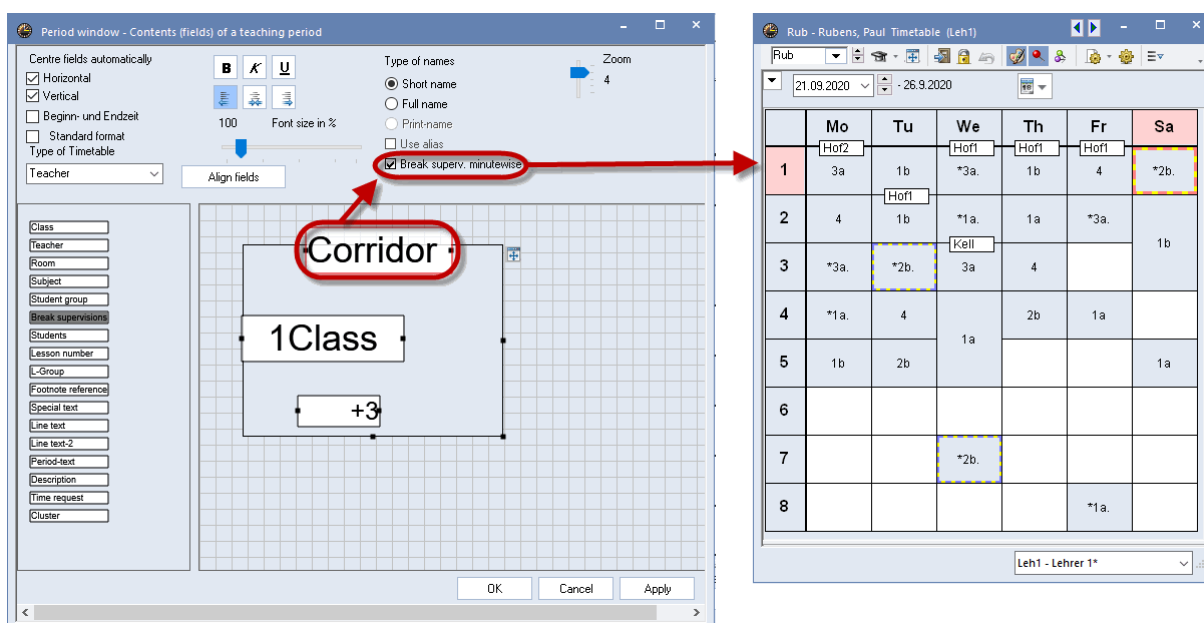 Period window - Contents (fields) of a teaching period
Centre fields automatically
Horizontal
Vertical
Beginn- und Endzeit
Standard format
Type of Timetable
Teacher
B K U
100 Font size in %
Align fields
Type of names
Short name
Full name
Print-name
Use alias
Break superv. minutewise
Zoom
4
Class
Teacher
Room
Subject
Student group
Break supervisions
Students
Lesson number
L-Group
Footnote reference
Special text
Line text
Line text-2
Period-text
Description
Time request
Cluster
Corridor
1Class
+3
OK Cancel Apply
Rub - Rubens, Paul Timetable (Leh1)
Rub
21.09.2020 - 26.9.2020
Mo Tu We Th Fr Sa
Hof2 Hof1 Hof1 Hof1
1 3a 1b *3a. 1b 4 *2b.
Hof1
2 4 1b *1a. 1a *3a.
1b
Kell
3 *3a. *2b. 3a 4
4 *1a. 4 2b 1a
1a
5 1b 2b 1a
6
7 *2b.
8 *1a.
Leh1 - Lehrer 1*